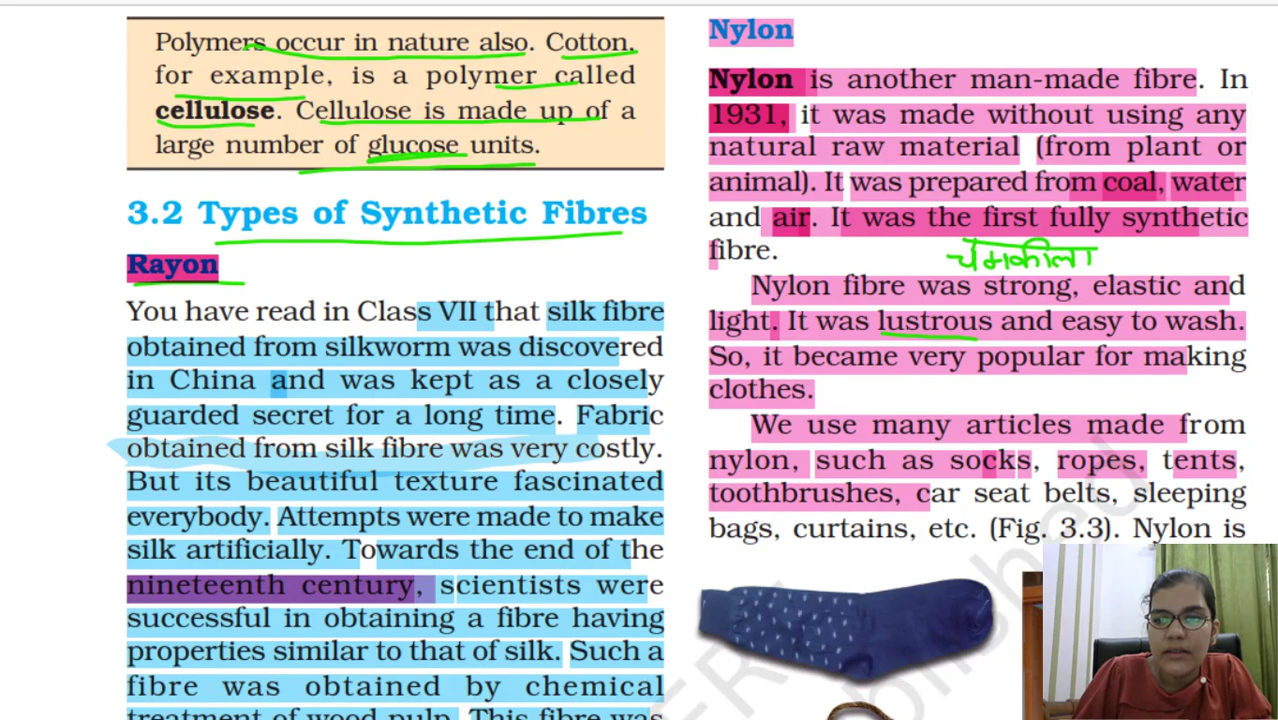 Polymers occur in nature also. Cotton,
for example, is a polymer called
cellulose. Cellulose is made up of a
large number of glucose units.
3.2 Types of Synthetic Fibres
Rayon
You have read in Class VII that silk fibre
obtained from silkworm was discovered
in China and was kept as a closely
guarded secret for a long time. Fabric
obtained from silk fibre was very costly.
But its beautiful texture fascinated
everybody. Attempts were made to make
silk artificially. Towards the end of the
nineteenth century, scientists were
successful in obtaining a fibre having
properties similar to that of silk. Such a
fibre was obtained by chemical
treatment of wood pulp. This fibre was
Nylon
Nylon is another man-made fibre. In
1931, it was made without using any
natural raw material (from plant or
animal). It was prepared from coal, water
and air. It was the first fully synthetic
fibre.
चमकीला
Nylon fibre was strong, elastic and
light. It was lustrous and easy to wash.
So, it became very popular for making
clothes.
We use many articles made from
nylon, such as socks, ropes, tents,
toothbrushes, car seat belts, sleeping
bags, curtains, etc. (Fig. 3.3). Nylon is